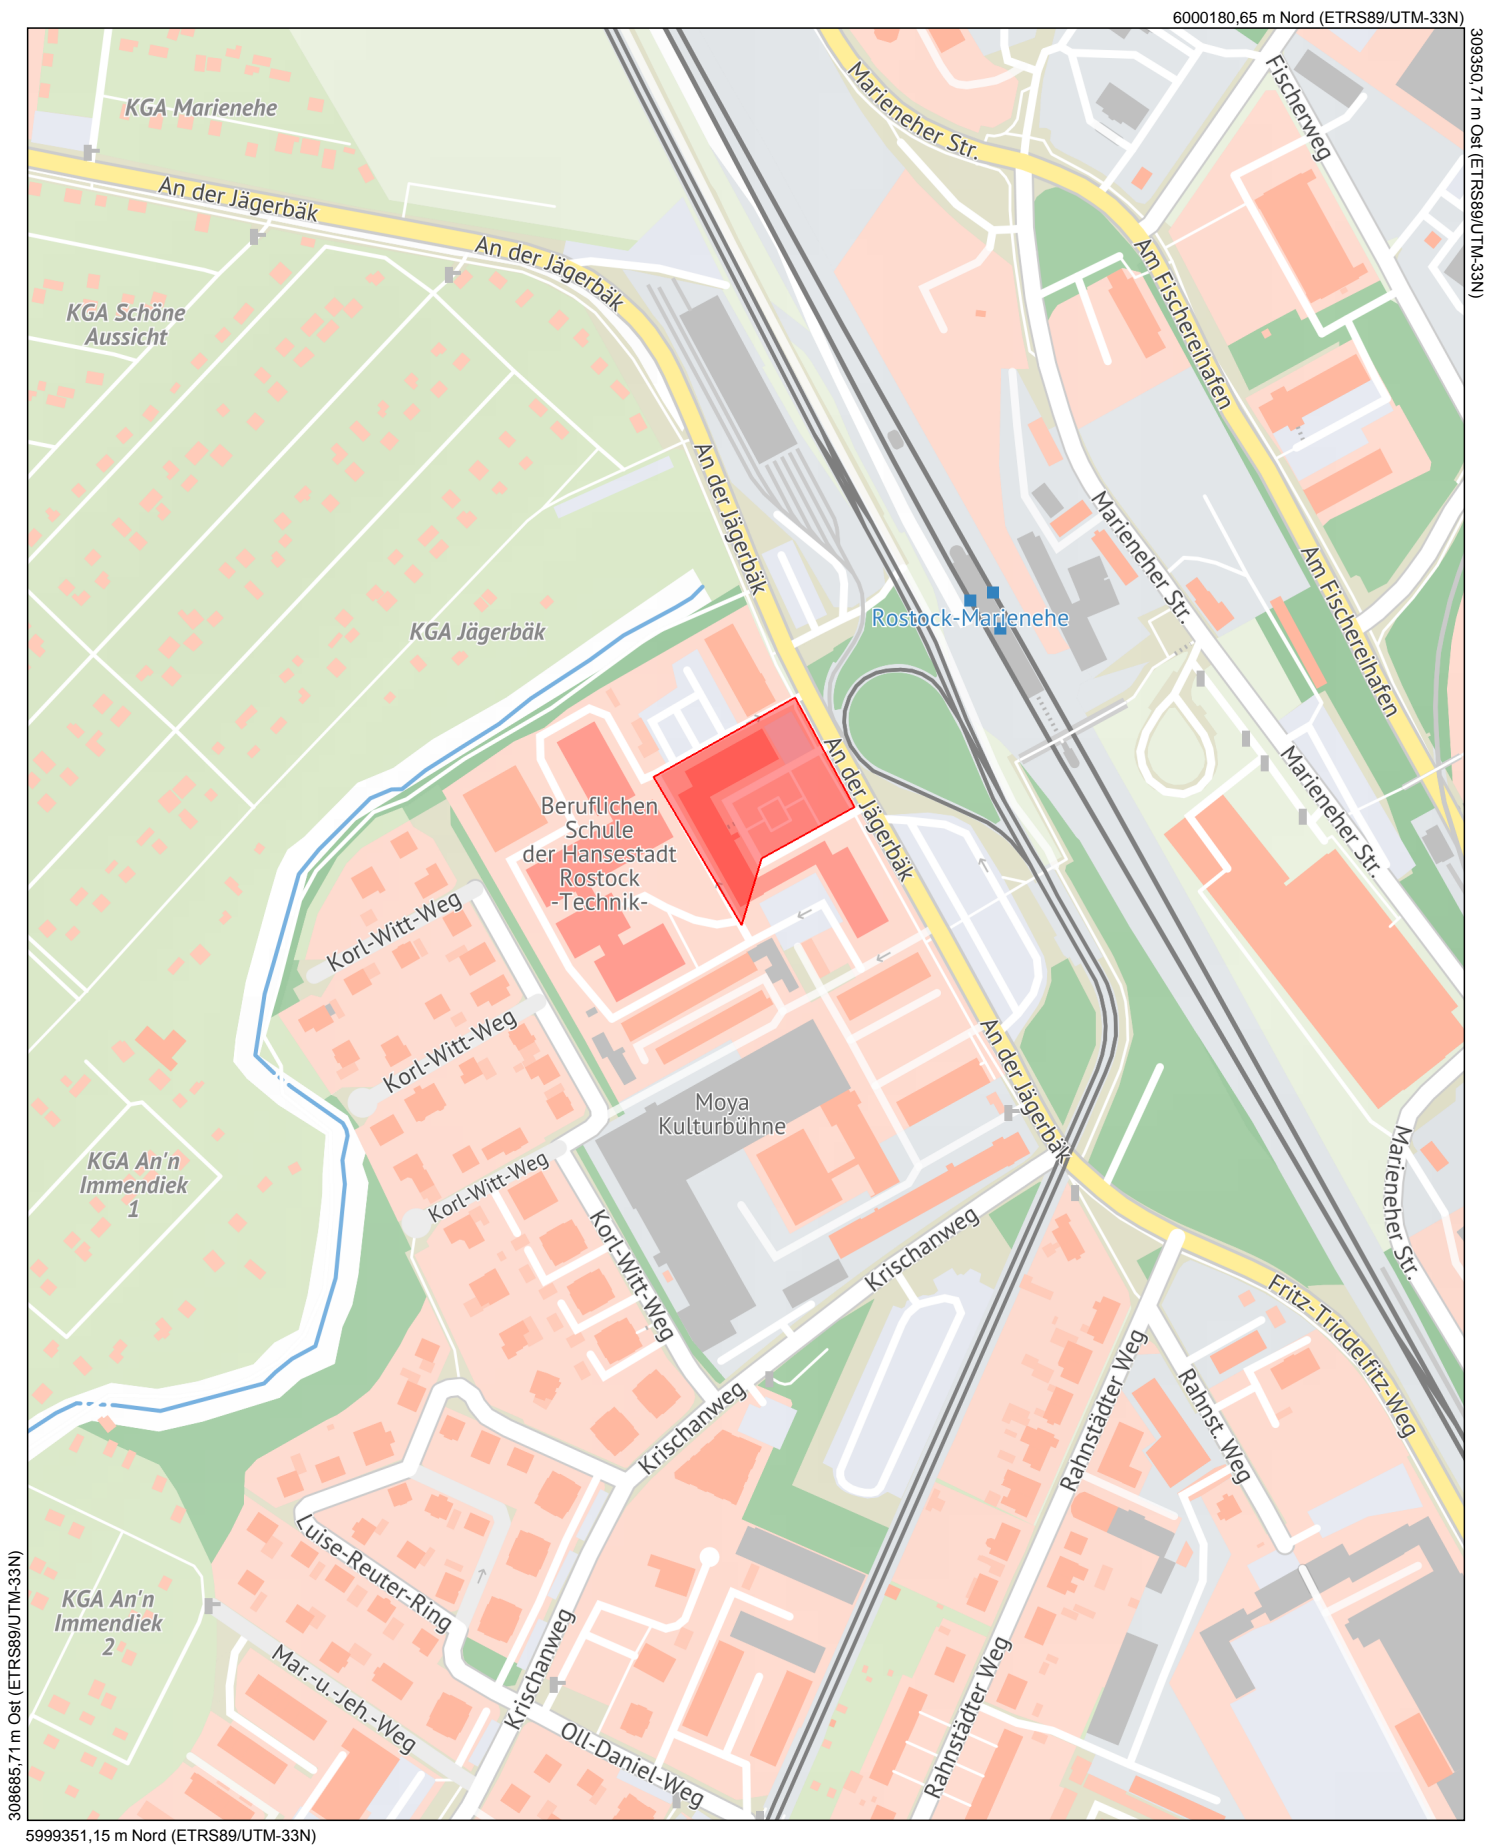 6000180,65 m Nord (ETRS89/UTM-33N)
309350,71 m Ost (ETRS89/UTM-33N)
KGA Marienehe
Marieneher Str.
Fischerweg
An der Jägerbäk
An der Jägerbäk
Am Fischereihafen
KGA Schöne
Aussicht
An der Jägerbäk
Marieneher Str.
Am Fischereihafen
Rostock-Marienehe
KGA Jägerbäk
An der Jägerbäk
Marieneher Str.
Beruflichen
Schule
der Hansestadt
Rostock
-Technik-
Korl-Witt-Weg
Korl-Witt-Weg
An der Jägerbäk
Moya
Kulturbühne
KGA An'n
Immendiek
1
Korl-Witt-Weg
Marieneher Str.
Korl-Witt-Weg
Krischanweg
Fritz-Triddelfitz-Weg
Rahnstädter Weg
Rahnst. Weg
Krischanweg
Luise-Reuter-Ring
KGA An'n
Immendiek
2
Mar.-u.-Jeh.-Weg
Krischanweg
Rahnstädter Weg
Oll-Daniel-Weg
308685,71 m Ost (ETRS89/UTM-33N)
5999351,15 m Nord (ETRS89/UTM-33N)